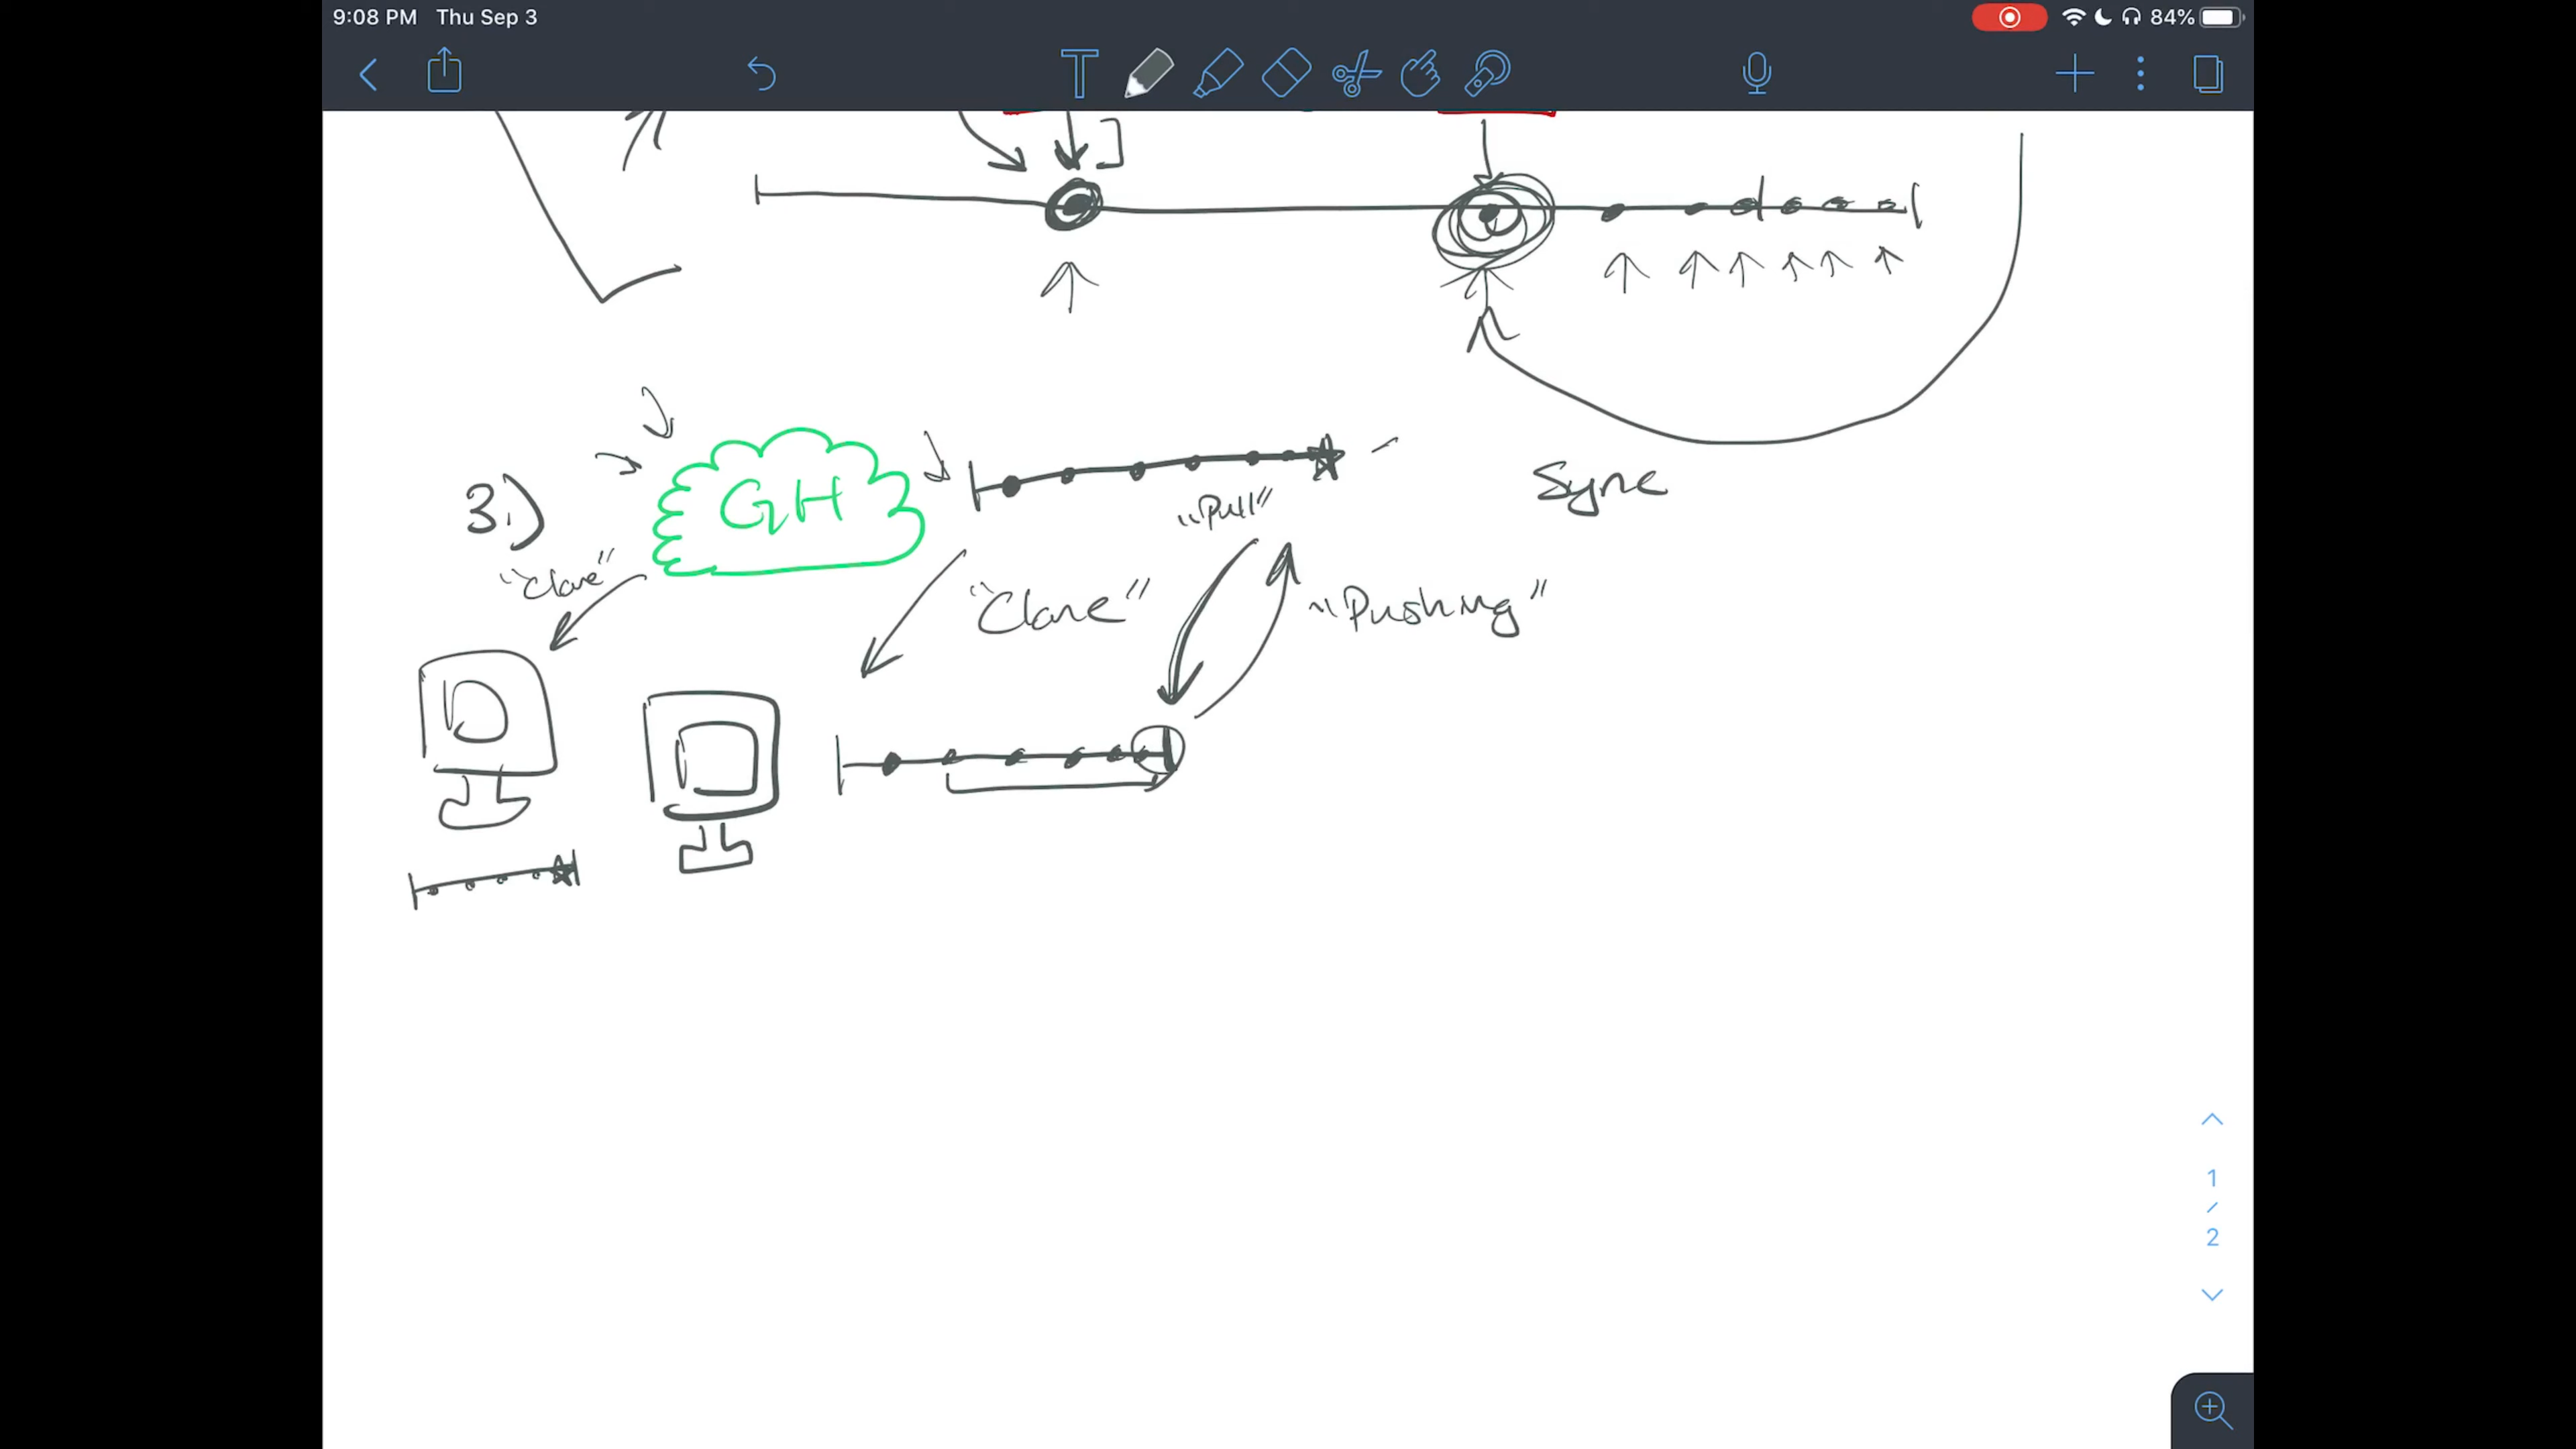 9:08 PM Thu Sep 3
84%
T
]
3.)
GH
"Pull"
Sync
"Clone"
"Clone"
"Pushing"
1
/
2